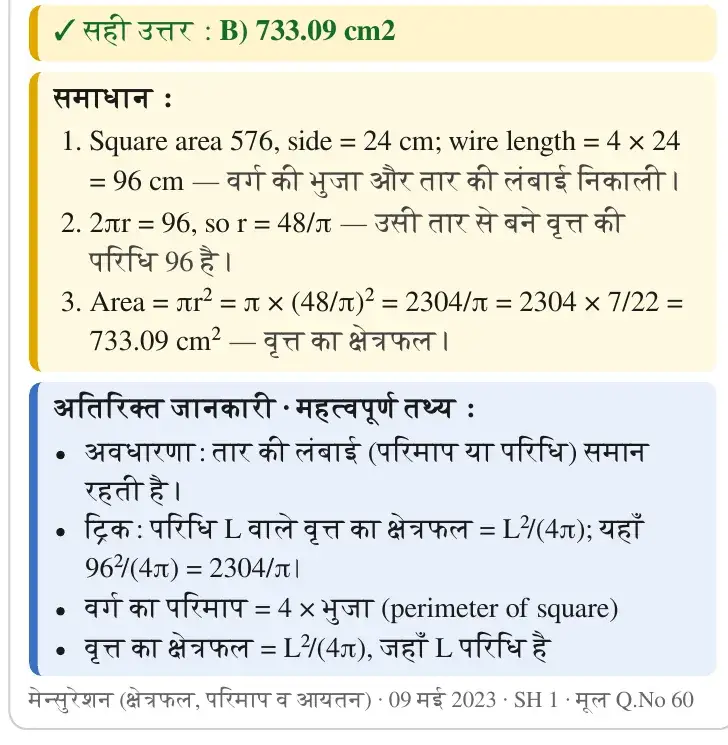 ✓ सही उत्तर : B) 733.09 cm2
समाधान :
1. Square area 576, side = 24 cm; wire length = 4 × 24
= 96 cm — वर्ग की भुजा और तार की लंबाई निकाली।
2. 2πr = 96, so r = 48/π — उसी तार से बने वृत्त की
परिधि 96 है।
3. Area = πr² = π × (48/π)² = 2304/π = 2304 × 7/22 =
733.09 cm² — वृत्त का क्षेत्रफल।
अतिरिक्त जानकारी · महत्वपूर्ण तथ्य :
• अवधारणा : तार की लंबाई (परिमाप या परिधि) समान
रहती है।
• ट्रिक : परिधि L वाले वृत्त का क्षेत्रफल = L²/(4π); यहाँ
96²/(4π) = 2304/π।
• वर्ग का परिमाप = 4 × भुजा (perimeter of square)
• वृत्त का क्षेत्रफल = L²/(4π), जहाँ L परिधि है
मेन्सुरेशन (क्षेत्रफल, परिमाप व आयतन) · 09 मई 2023 · SH 1 · मूल Q.No 60